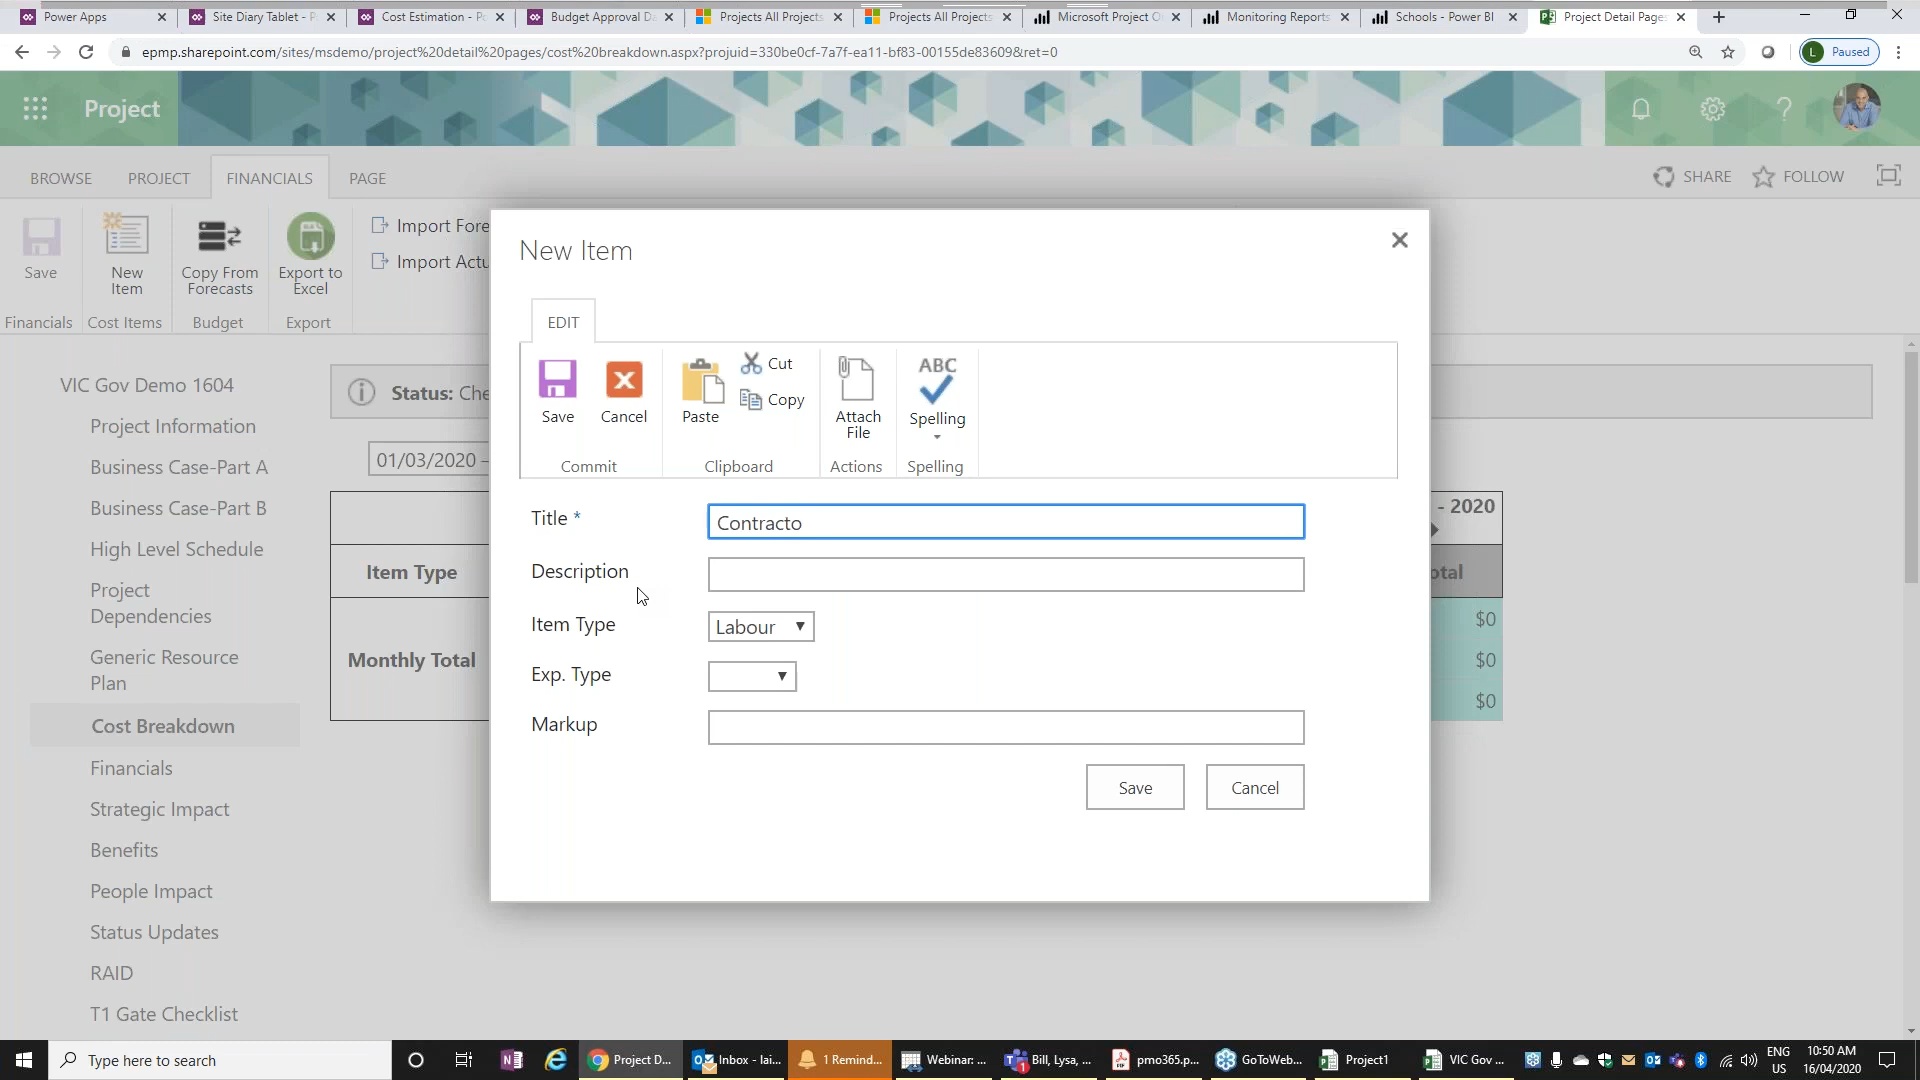 Power Apps
Site Diary Tablet - P
Cost Estimation - Po
Budget Approval Da
Projects All Projects
Projects All Projects
Microsoft Project O
Monitoring Reports
Schools - Power BI
Project Detail Pages
epmp.sharepoint.com/sites/msdemo/project%20detail%20pages/cost%20breakdown.aspx?projuid=330be0cf-7a7f-ea11-bf83-00155de83609&ret=0
L Paused
Project
BROWSE PROJECT FINANCIALS PAGE
SHARE FOLLOW
Save
New Item
Copy From Forecasts
Export to Excel
Import Fore
Import Actu
Financials Cost Items Budget Export
VIC Gov Demo 1604
Project Information
Business Case-Part A
Business Case-Part B
High Level Schedule
Project
Dependencies
Generic Resource
Plan
Cost Breakdown
Financials
Strategic Impact
Benefits
People Impact
Status Updates
RAID
T1 Gate Checklist
Status: Che
01/03/2020 -
Item Type
Monthly Total
- 2020
otal
$0
$0
$0
New Item
EDIT
Save
Cancel
Paste
Cut
Copy
Attach File
ABC
Spelling
Commit Clipboard Actions Spelling
Title * Contracto
Description
Item Type Labour
Exp. Type
Markup
Save Cancel
Type here to search
Project D...
Inbox - lai...
1 Remind...
Webinar: ...
Bill, Lysa, ...
pmo365.p...
GoToWeb...
Project1
VIC Gov ...
ENG
US
10:50 AM
16/04/2020